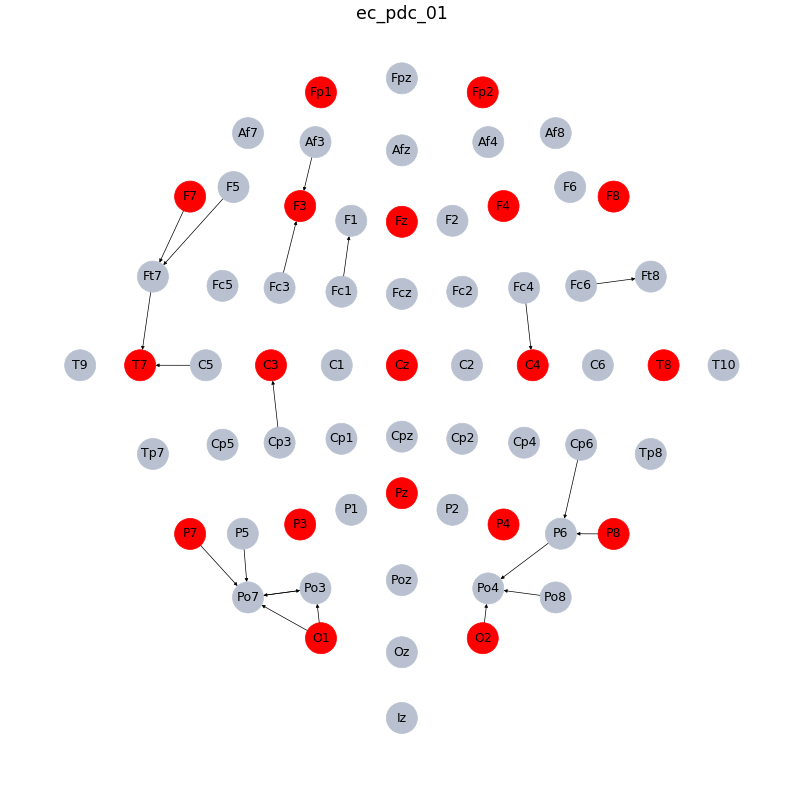 ec_pdc_01
Fpz
Fp1 Fp2
Af7 Af8
Af3 Af4
Afz
F5 F6
F7 F8
F3 F4
F1 Fz F2
Ft7 Ft8
Fc5 Fc3 Fc4 Fc6
Fc1 Fcz Fc2
T9 T7 C5 C3 C1 Cz C2 C4 C6 T8 T10
Cp3 Cp1 Cpz Cp2 Cp4
Tp7 Cp5 Cp6 Tp8
Pz
P1 P2
P3 P4
P7 P5 P6 P8
Poz
Po3 Po4
Po7 Po8
O1 O2
Oz
Iz